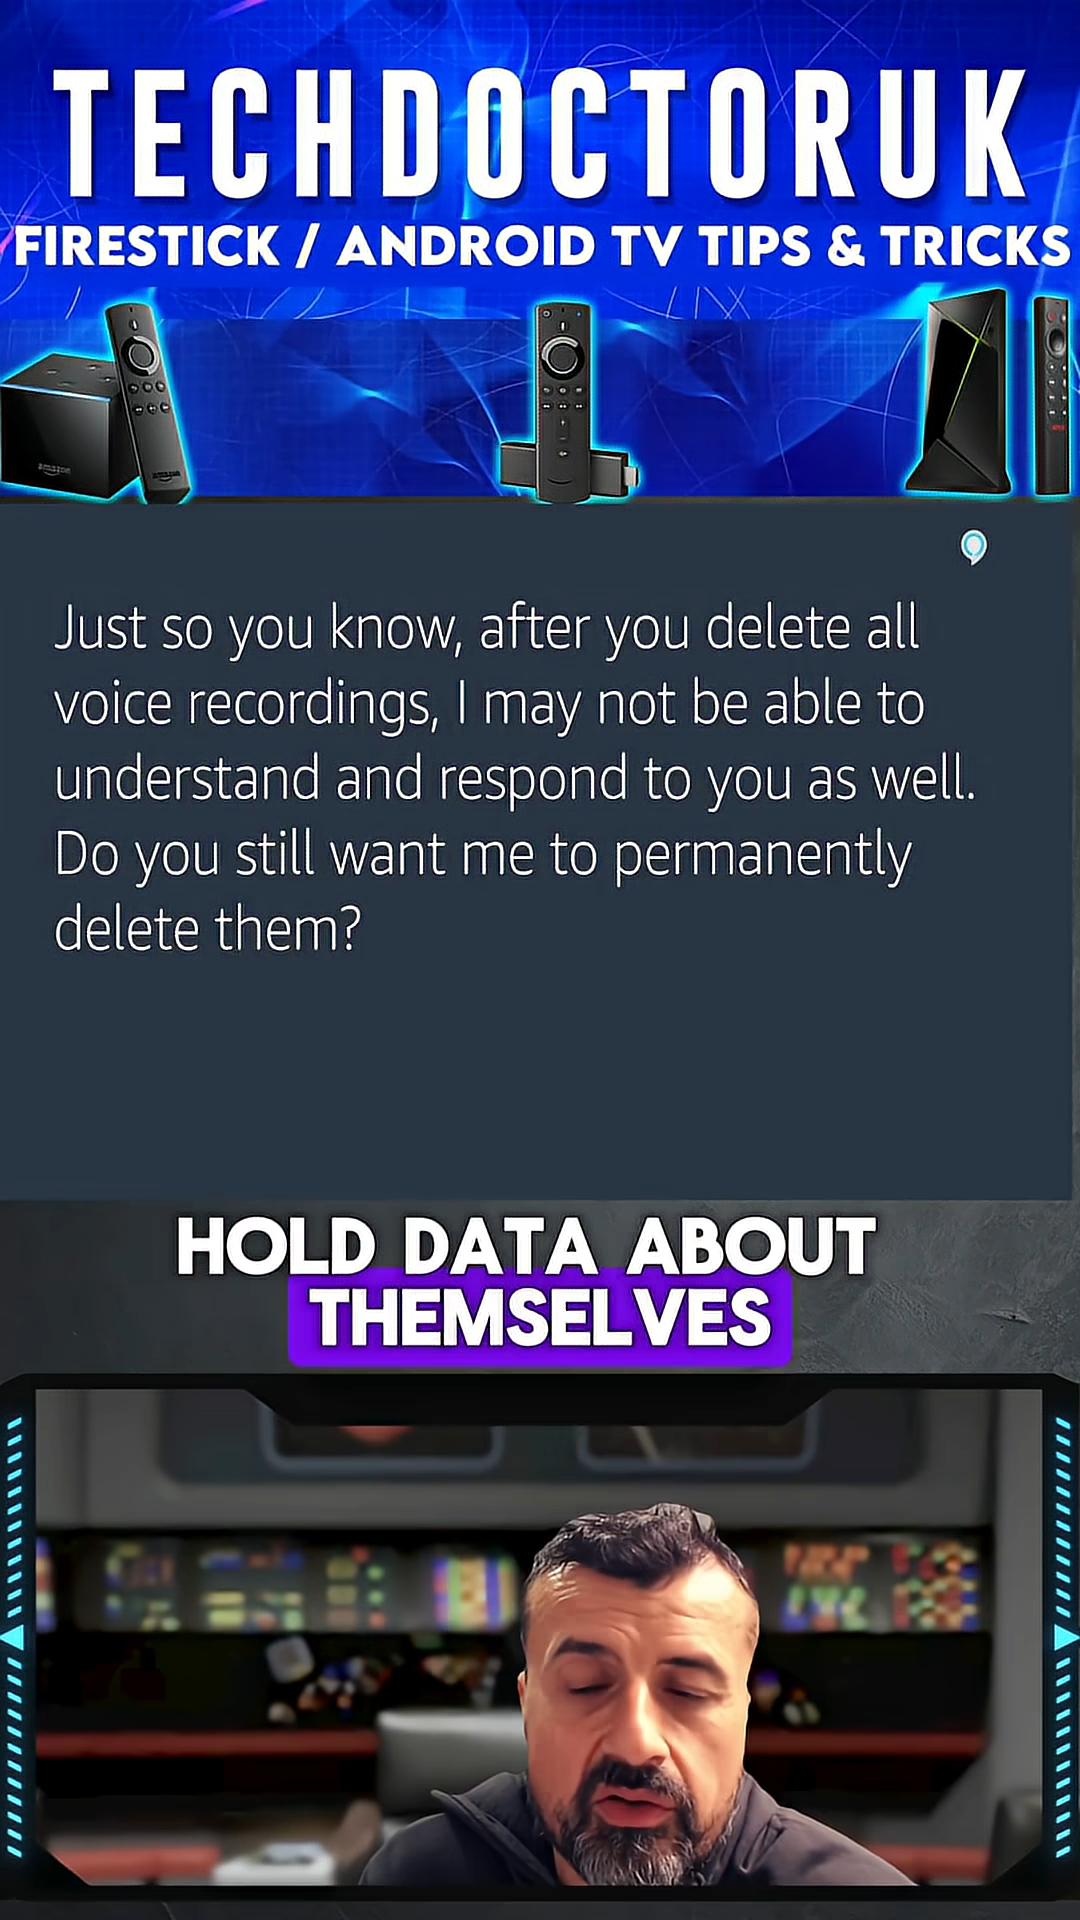 TECHDOCTORUK
FIRESTICK / ANDROID TV TIPS & TRICKS
amazon
amazon
Just so you know, after you delete all
voice recordings, I may not be able to
understand and respond to you as well.
Do you still want me to permanently
delete them?
HOLD DATA ABOUT
THEMSELVES